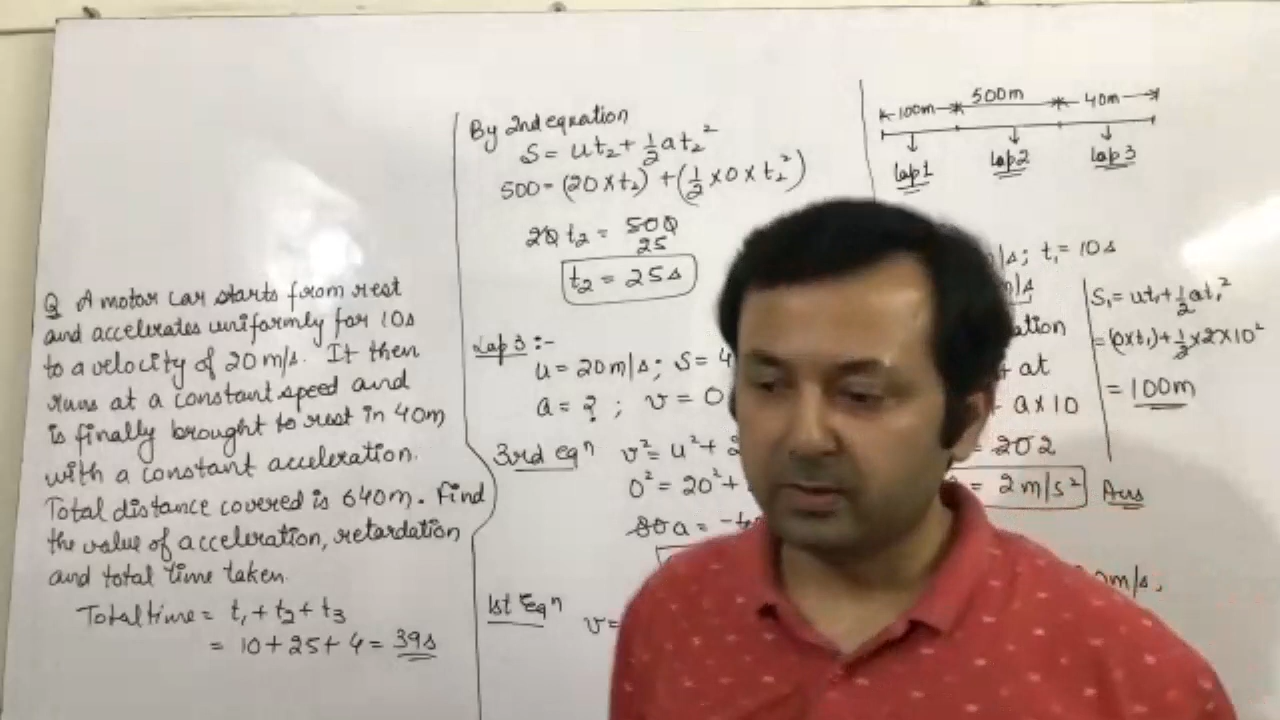 Q A motor car starts from rest
and accelerates uniformly for 10s
to a velocity of 20 m/s. It then
runs at a constant speed and
is finally brought to rest in 40m
with a constant acceleration.
Total distance covered is 640m. Find
the value of acceleration, retardation
and total time taken.
Total time = t₁ + t₂ + t₃
= 10 + 25 + 4 = 39s
By 2nd equation
S = ut₂ + ½at₂²
500 = (20 × t₂) + (½ × 0 × t₂²)
20 t₂ = 500
25
t₂ = 25s
Lap 3 :-
u = 20m/s; S = 4
a = ? ; v = 0
3rd eqⁿ v² = u² + 2
0² = 20² +
80a = -4
1st Eqⁿ v =
100m 500m 40m
Lap 1 Lap 2 Lap 3
m/s; t₁ = 10s
m/s
at
+ a × 10
= 202
= 2 m/s² Ans
m/s;
S₁ = ut₁ + ½at₁²
= (0×t₁) + ½ × 2 × 10²
= 100m